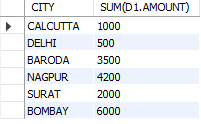 CITY SUM(D1.AMOUNT)
CALCUTTA 1000
DELHI 500
BARODA 3500
NAGPUR 4200
SURAT 2000
BOMBAY 6000